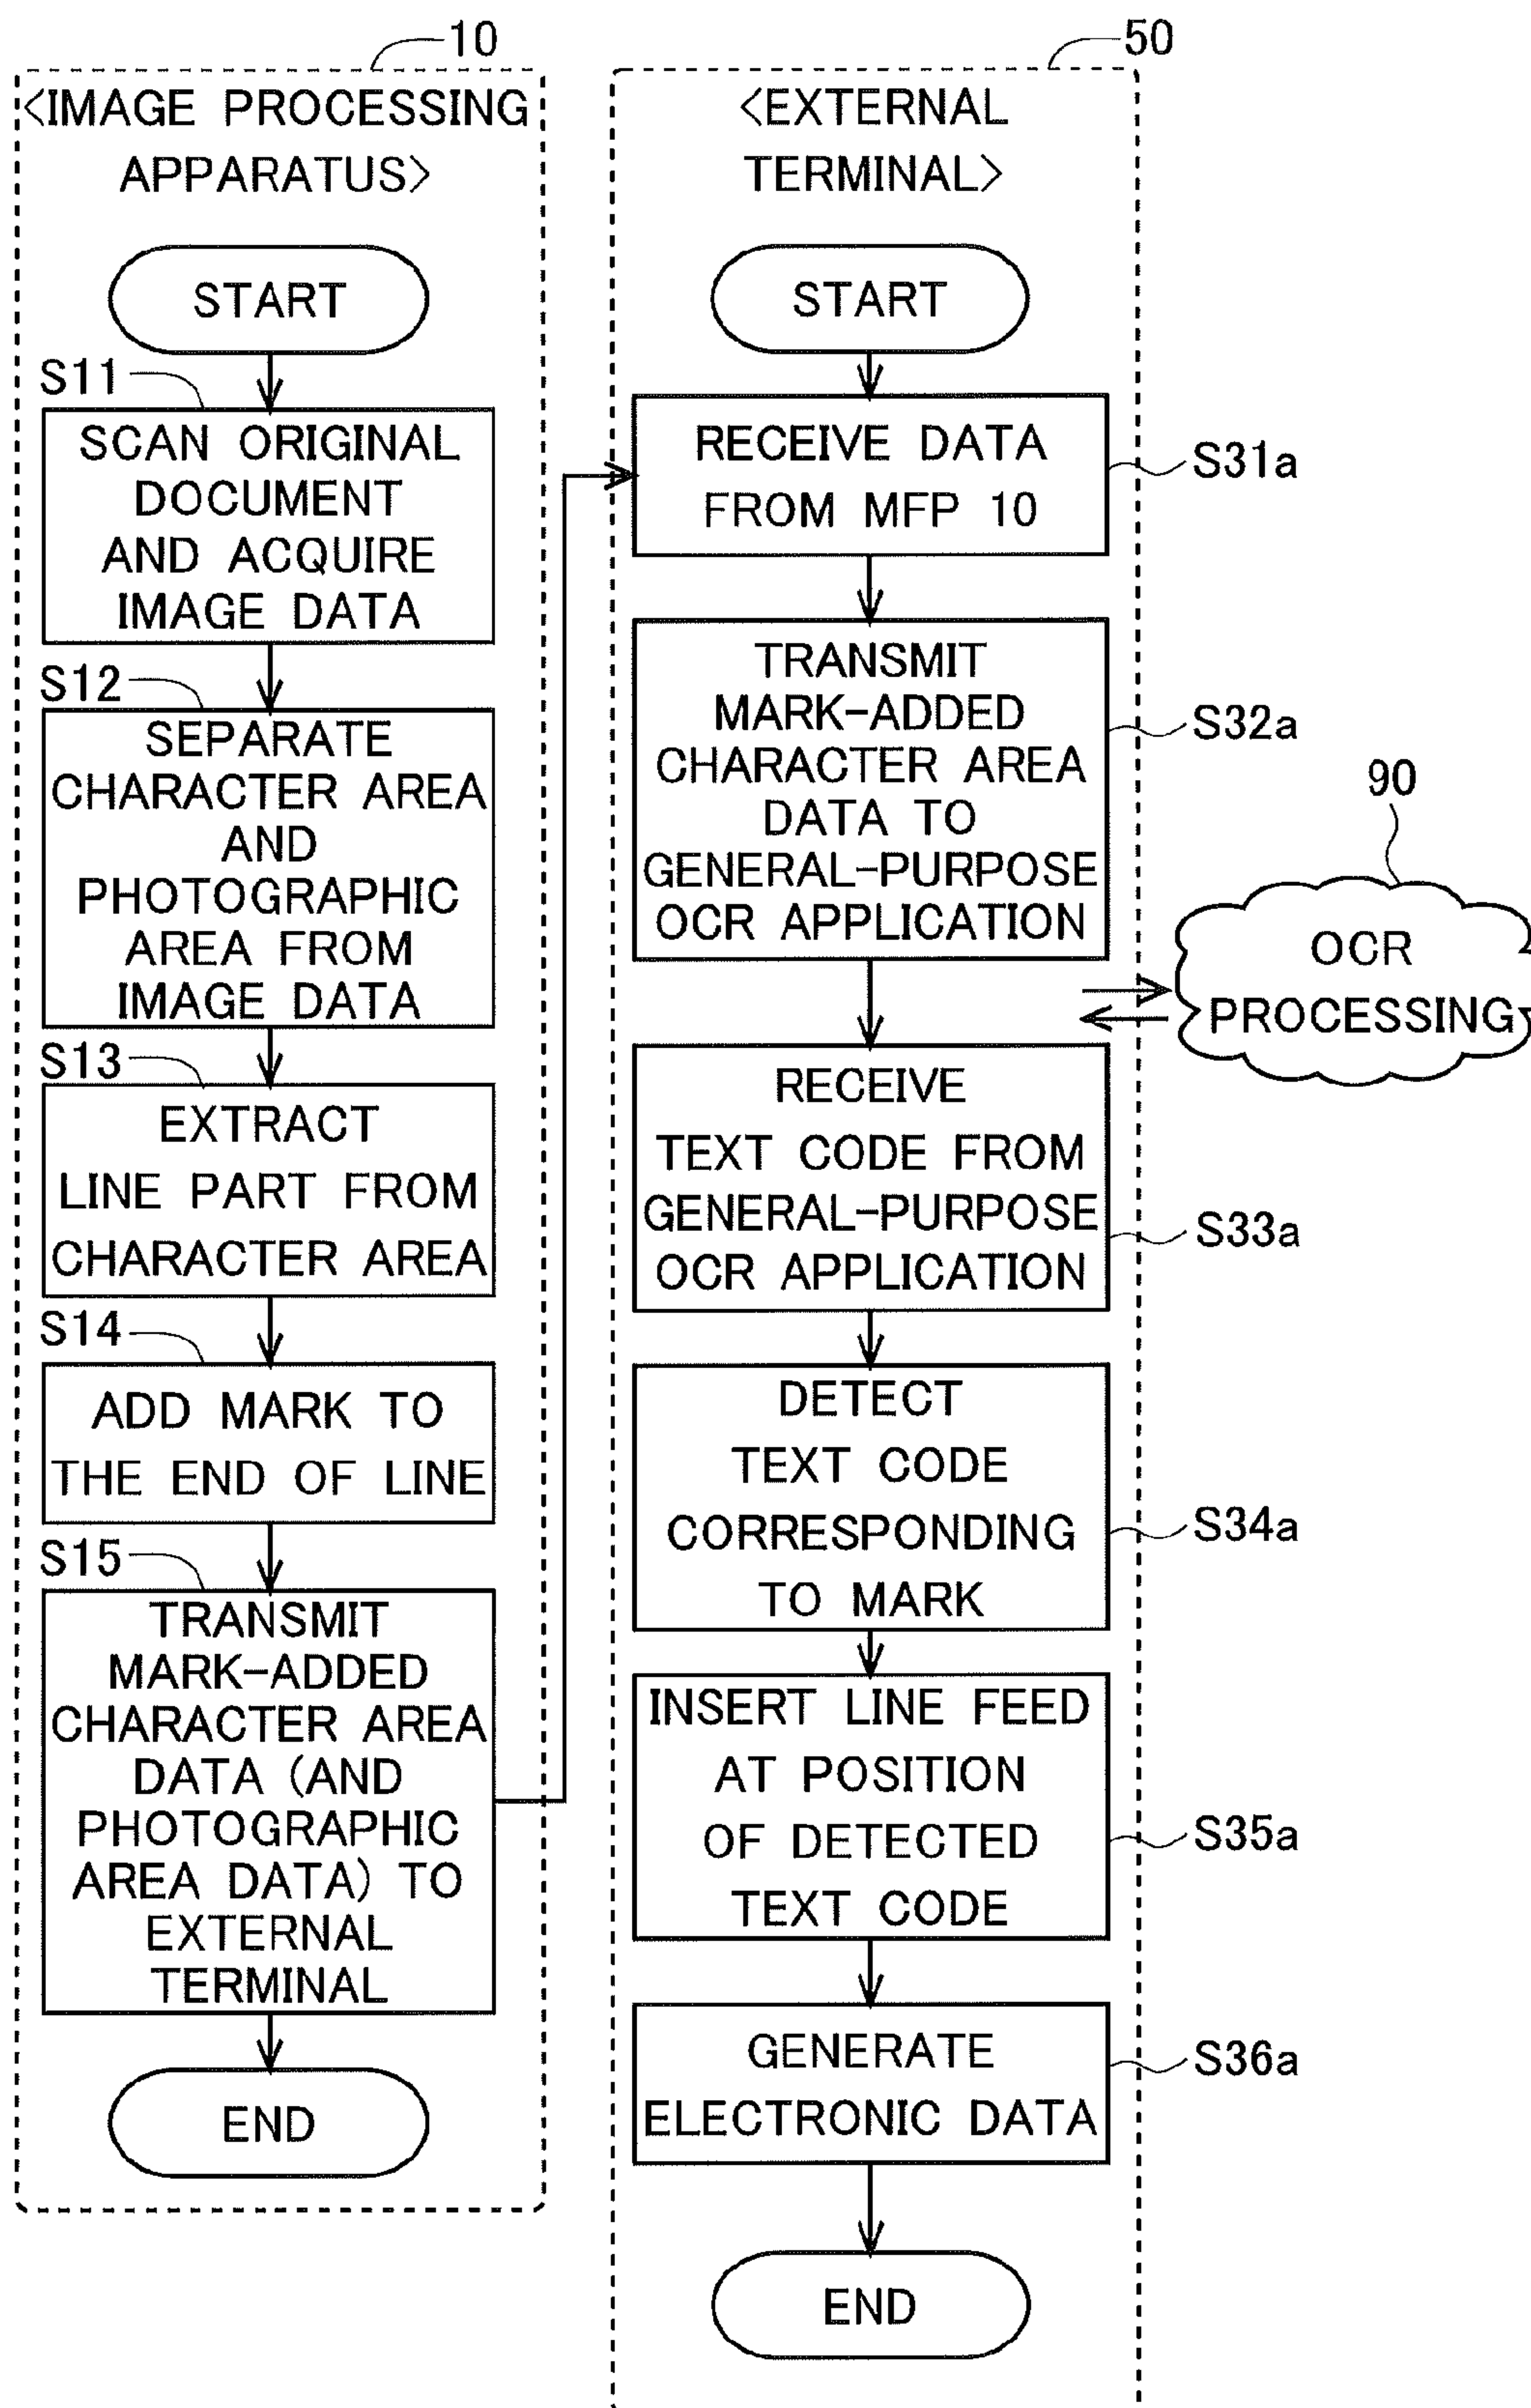 10
<IMAGE PROCESSING
APPARATUS>
START
S11
SCAN ORIGINAL
DOCUMENT
AND ACQUIRE
IMAGE DATA
S12
SEPARATE
CHARACTER AREA
AND
PHOTOGRAPHIC
AREA FROM
IMAGE DATA
S13
EXTRACT
LINE PART FROM
CHARACTER AREA
S14
ADD MARK TO
THE END OF LINE
S15
TRANSMIT
MARK-ADDED
CHARACTER AREA
DATA (AND
PHOTOGRAPHIC
AREA DATA) TO
EXTERNAL
TERMINAL
END
50
<EXTERNAL
TERMINAL>
START
RECEIVE DATA
FROM MFP 10
S31a
TRANSMIT
MARK-ADDED
CHARACTER AREA
DATA TO
GENERAL-PURPOSE
OCR APPLICATION
S32a
90
OCR
PROCESSING
RECEIVE
TEXT CODE FROM
GENERAL-PURPOSE
OCR APPLICATION
S33a
DETECT
TEXT CODE
CORRESPONDING
TO MARK
S34a
INSERT LINE FEED
AT POSITION
OF DETECTED
TEXT CODE
S35a
GENERATE
ELECTRONIC DATA
S36a
END